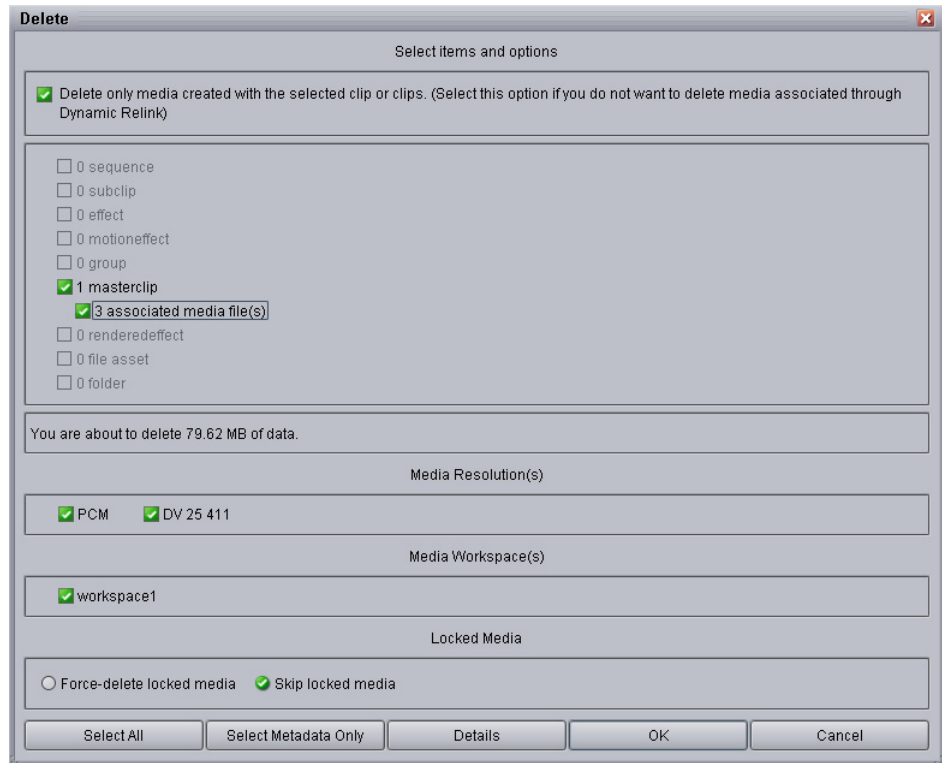 Delete
Select items and options
Delete only media created with the selected clip or clips. (Select this option if you do not want to delete media associated through
Dynamic Relink)
0 sequence
0 subclip
0 effect
0 motioneffect
0 group
1 masterclip
3 associated media file(s)
0 renderedeffect
0 file asset
0 folder
You are about to delete 79.62 MB of data.
Media Resolution(s)
PCM DV 25 411
Media Workspace(s)
workspace1
Locked Media
Force-delete locked media Skip locked media
Select All Select Metadata Only Details OK Cancel